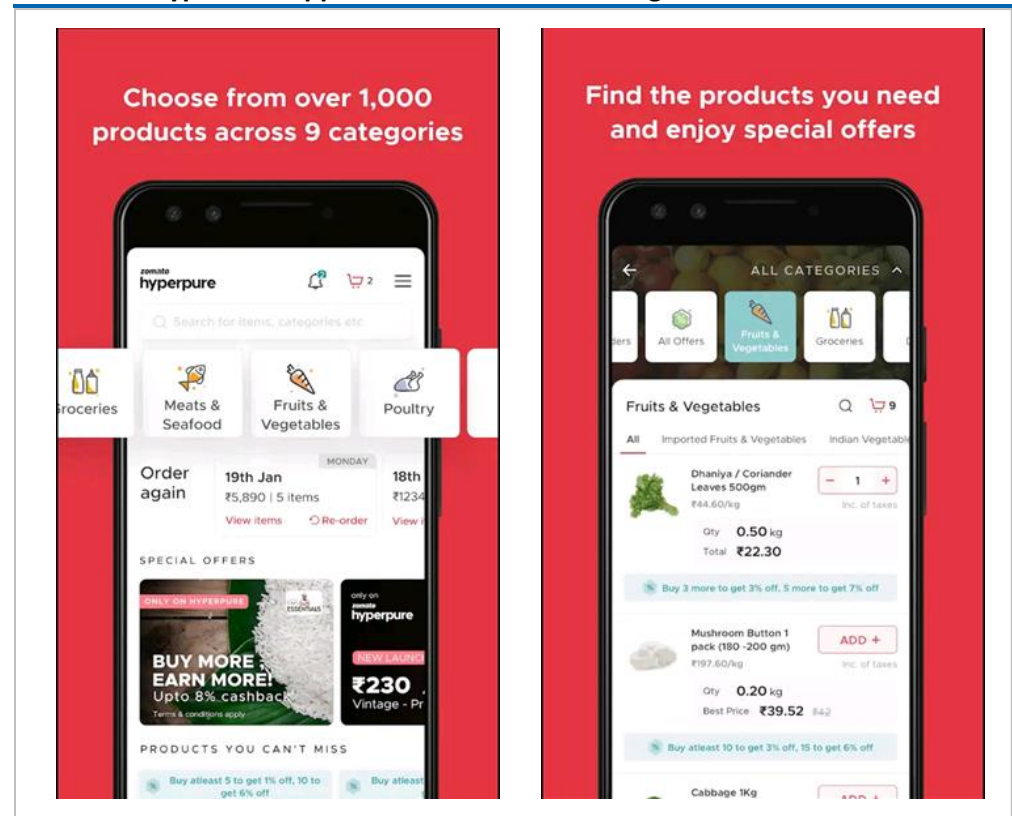 Choose from over 1,000
products across 9 categories
zomato
hyperpure
2
2
Search for items, categories etc
Groceries
Meats &
Seafood
Fruits &
Vegetables
Poultry
Order
again
MONDAY
19th Jan
₹5,890 | 5 items
View items
Re-order
18th
₹1234
View
SPECIAL OFFERS
ONLY ON HYPERPURE
ESSENTIALS
BUY MORE,
EARN MORE!
Upto 8% cashback
Terms & conditions apply
only on
zomato
hyperpure
NEW LAUNCH
₹230
Vintage - Pr
PRODUCTS YOU CAN'T MISS
Buy atleast 5 to get 1% off, 10 to
get 6% off
Buy atleast
Find the products you need
and enjoy special offers
ALL CATEGORIES
ders
All Offers
Fruits &
Vegetables
Groceries
Fruits & Vegetables
9
All
Imported Fruits & Vegetables
Indian Vegetable
Dhaniya / Coriander
Leaves 500gm
₹44.60/kg
- 1 +
Inc. of taxes
Qty 0.50 kg
Total ₹22.30
Buy 3 more to get 3% off, 5 more to get 7% off
Mushroom Button 1
pack (180 -200 gm)
₹197.60/kg
ADD +
Inc. of taxes
Qty 0.20 kg
Best Price ₹39.52 ₹42
Buy atleast 10 to get 3% off, 15 to get 6% off
Cabbage 1Kg
ADD +